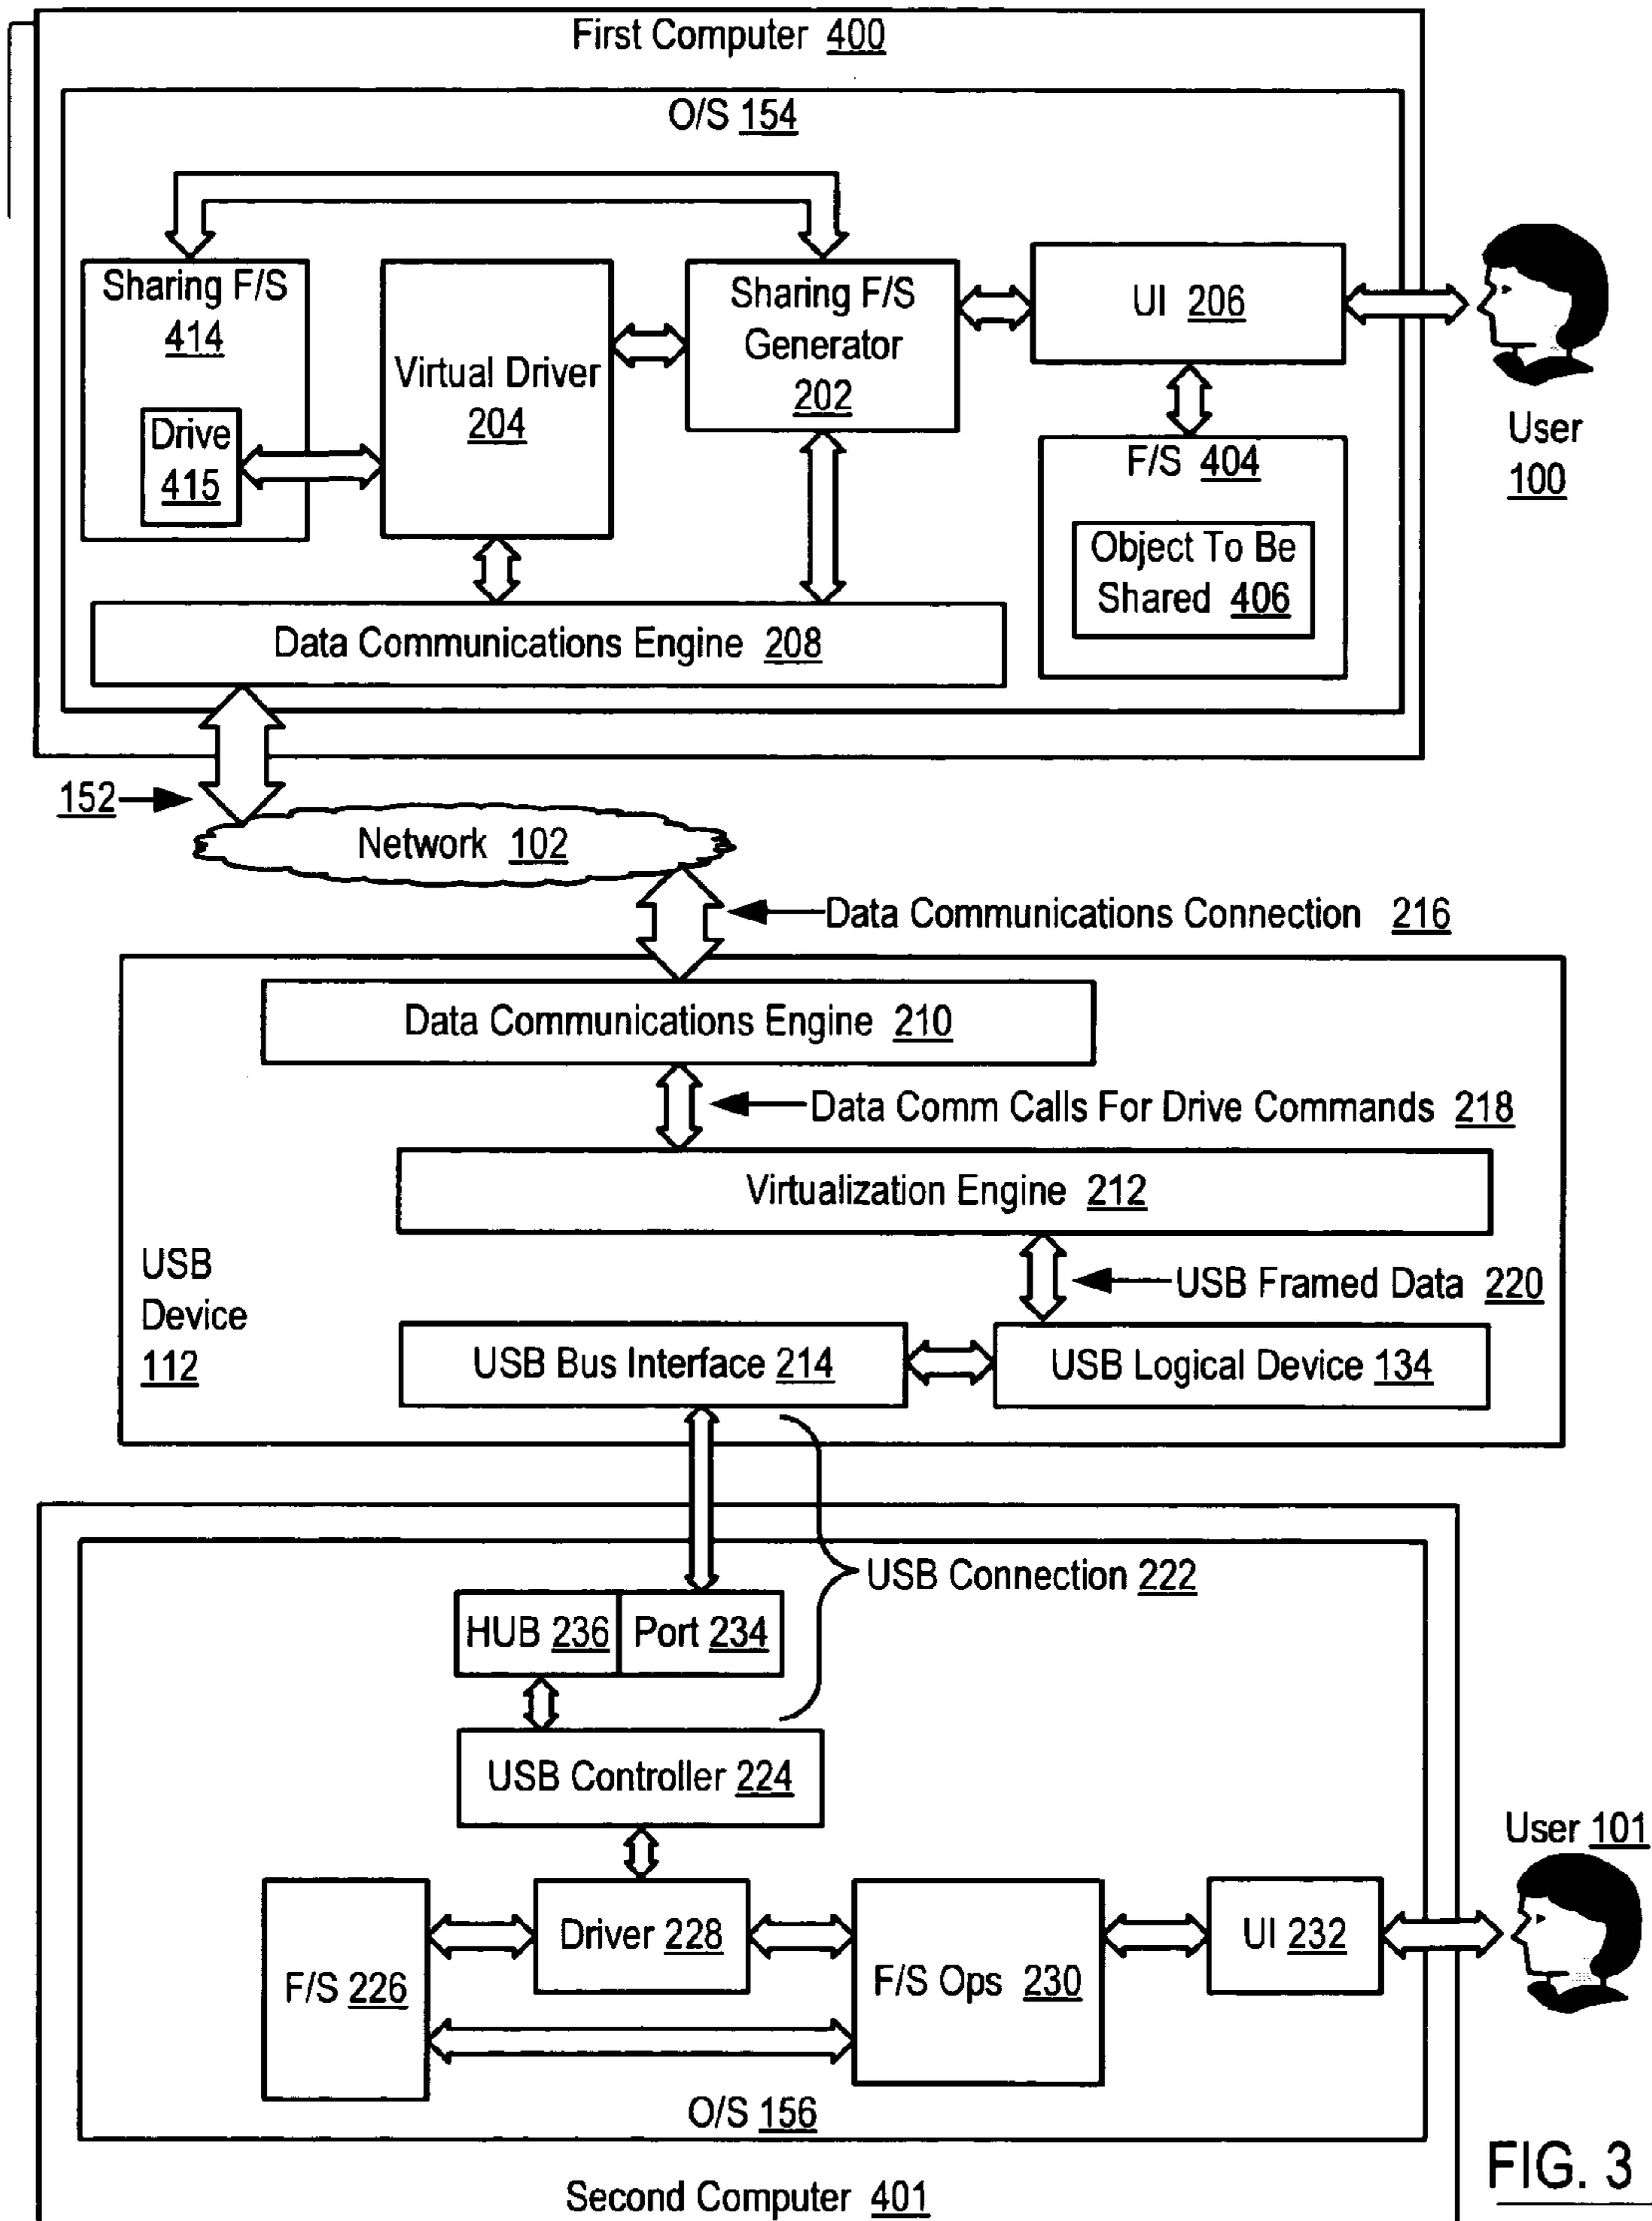 First Computer 400
O/S 154
Sharing F/S
414
Drive
415
Virtual Driver
204
Sharing F/S
Generator
202
UI 206
User
100
F/S 404
Object To Be
Shared 406
Data Communications Engine 208
152
Network 102
Data Communications Connection 216
Data Communications Engine 210
Data Comm Calls For Drive Commands 218
Virtualization Engine 212
USB
Device
112
USB Framed Data 220
USB Bus Interface 214
USB Logical Device 134
USB Connection 222
HUB 236
Port 234
USB Controller 224
User 101
F/S 226
Driver 228
F/S Ops 230
UI 232
O/S 156
Second Computer 401
FIG. 3